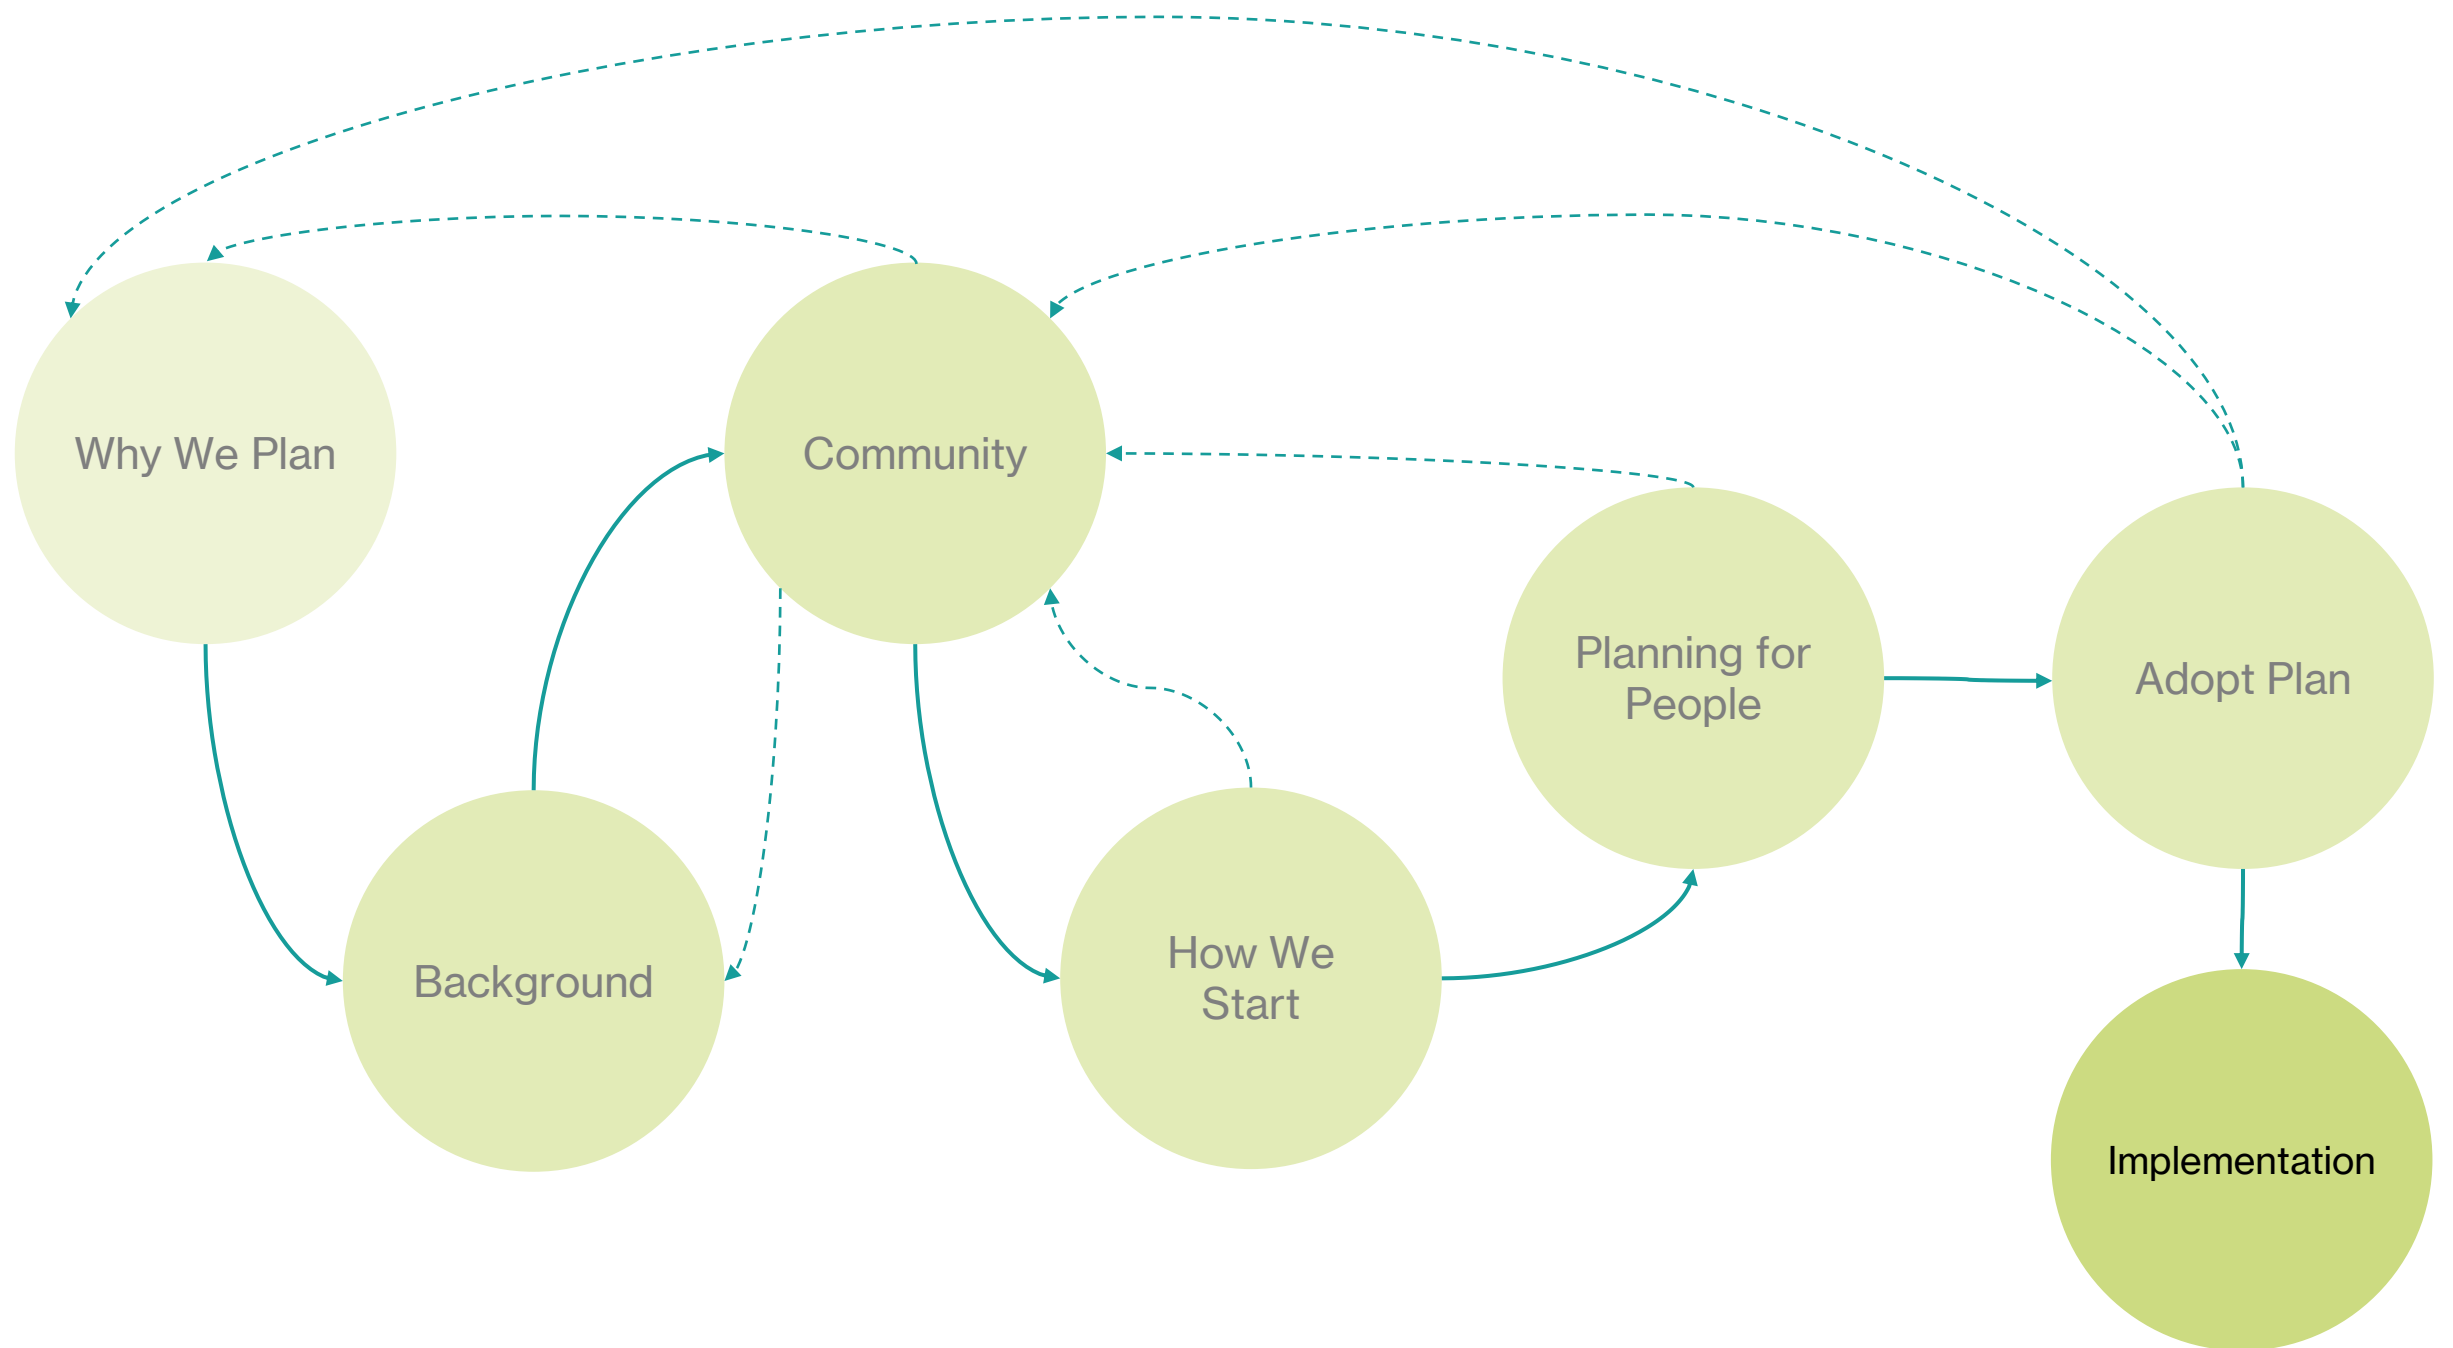 Why We Plan
Background
Community
How We
Start
Planning for
People
Adopt Plan
Implementation